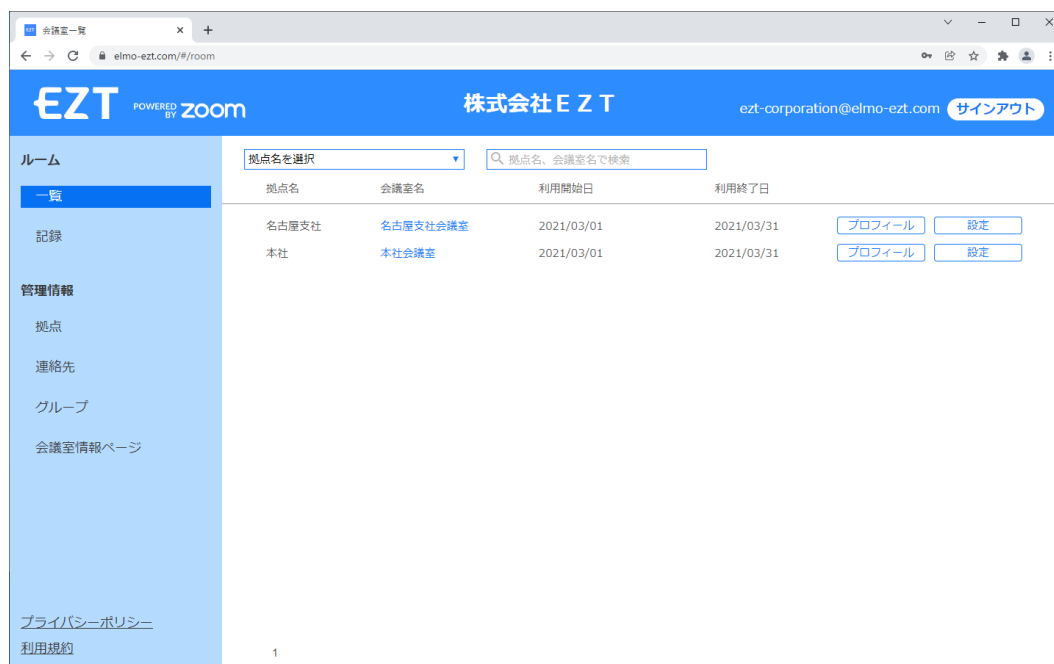 EZT 会議室一覧
elmo-ezt.com/#/room
EZT POWERED BY zoom 株式会社ＥＺＴ ezt-corporation@elmo-ezt.com サインアウト
ルーム
一覧
記録
管理情報
拠点
連絡先
グループ
会議室情報ページ
プライバシーポリシー
利用規約
拠点名を選択 拠点名、会議室名で検索
拠点名 会議室名 利用開始日 利用終了日
名古屋支社 名古屋支社会議室 2021/03/01 2021/03/31 プロフィール 設定
本社 本社会議室 2021/03/01 2021/03/31 プロフィール 設定
1